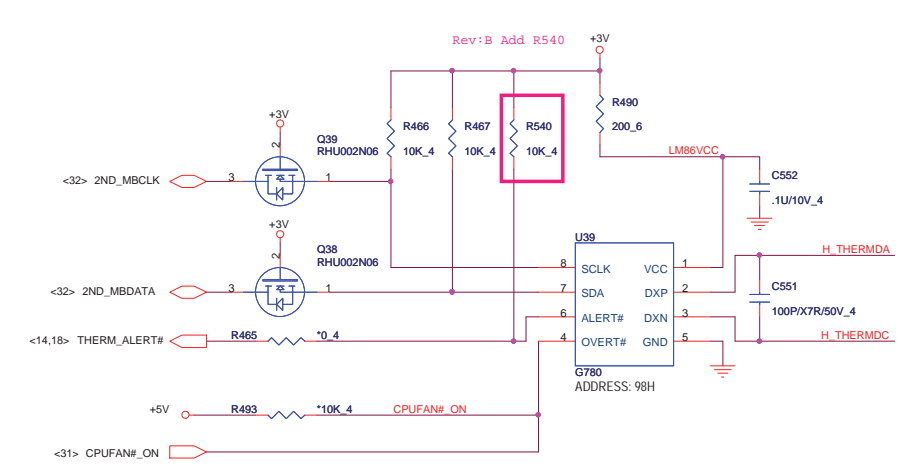 Rev:B Add R540
+3V
R490
200_6
R466
10K_4
R467
10K_4
R540
10K_4
+3V
Q39
RHU002N06
2
<32> 2ND_MBCLK
3
1
LM86VCC
C552
.1U/10V_4
+3V
Q38
RHU002N06
2
<32> 2ND_MBDATA
3
1
U39
8
SCLK
VCC
1
7
SDA
DXP
2
6
ALERT#
DXN
3
4
OVERT#
GND
5
G780
ADDRESS: 98H
H_THERMDA
C551
100P/X7R/50V_4
H_THERMDC
<14,18> THERM_ALERT#
R465
*0_4
+5V
R493
*10K_4
CPUFAN#_ON
<31> CPUFAN#_ON